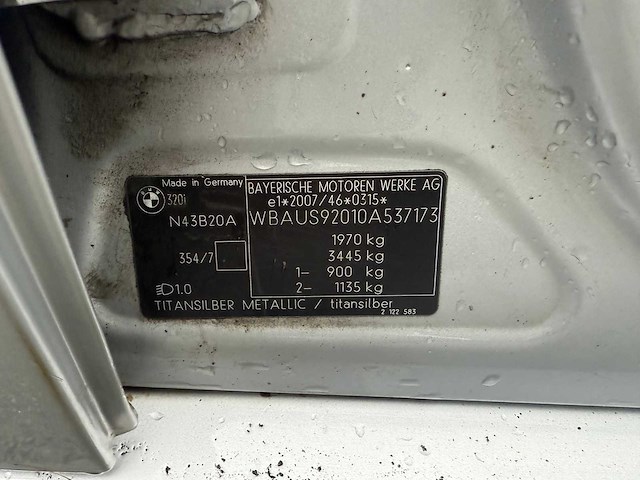 Made in Germany
BMW
320i
N43B20A
354/7
1.0
BAYERISCHE MOTOREN WERKE AG
e1*2007/46*0315*
WBAUS92010A537173
1970 kg
3445 kg
1– 900 kg
2– 1135 kg
TITANSILBER METALLIC / titansilber
2 122 583